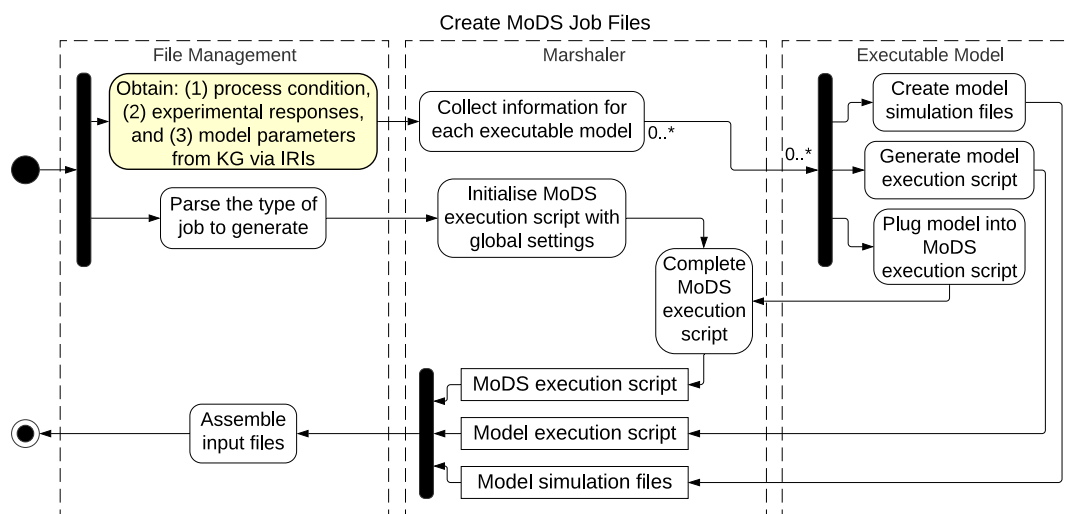 Create MoDS Job Files
File Management
Marshaler
Executable Model
Obtain: (1) process condition,
(2) experimental responses,
and (3) model parameters
from KG via IRIs
Collect information for
each executable model
0..*
0..*
Create model
simulation files
Generate model
execution script
Parse the type of
job to generate
Initialise MoDS
execution script with
global settings
Plug model into
MoDS
execution script
Complete
MoDS
execution
script
MoDS execution script
Assemble
input files
Model execution script
Model simulation files